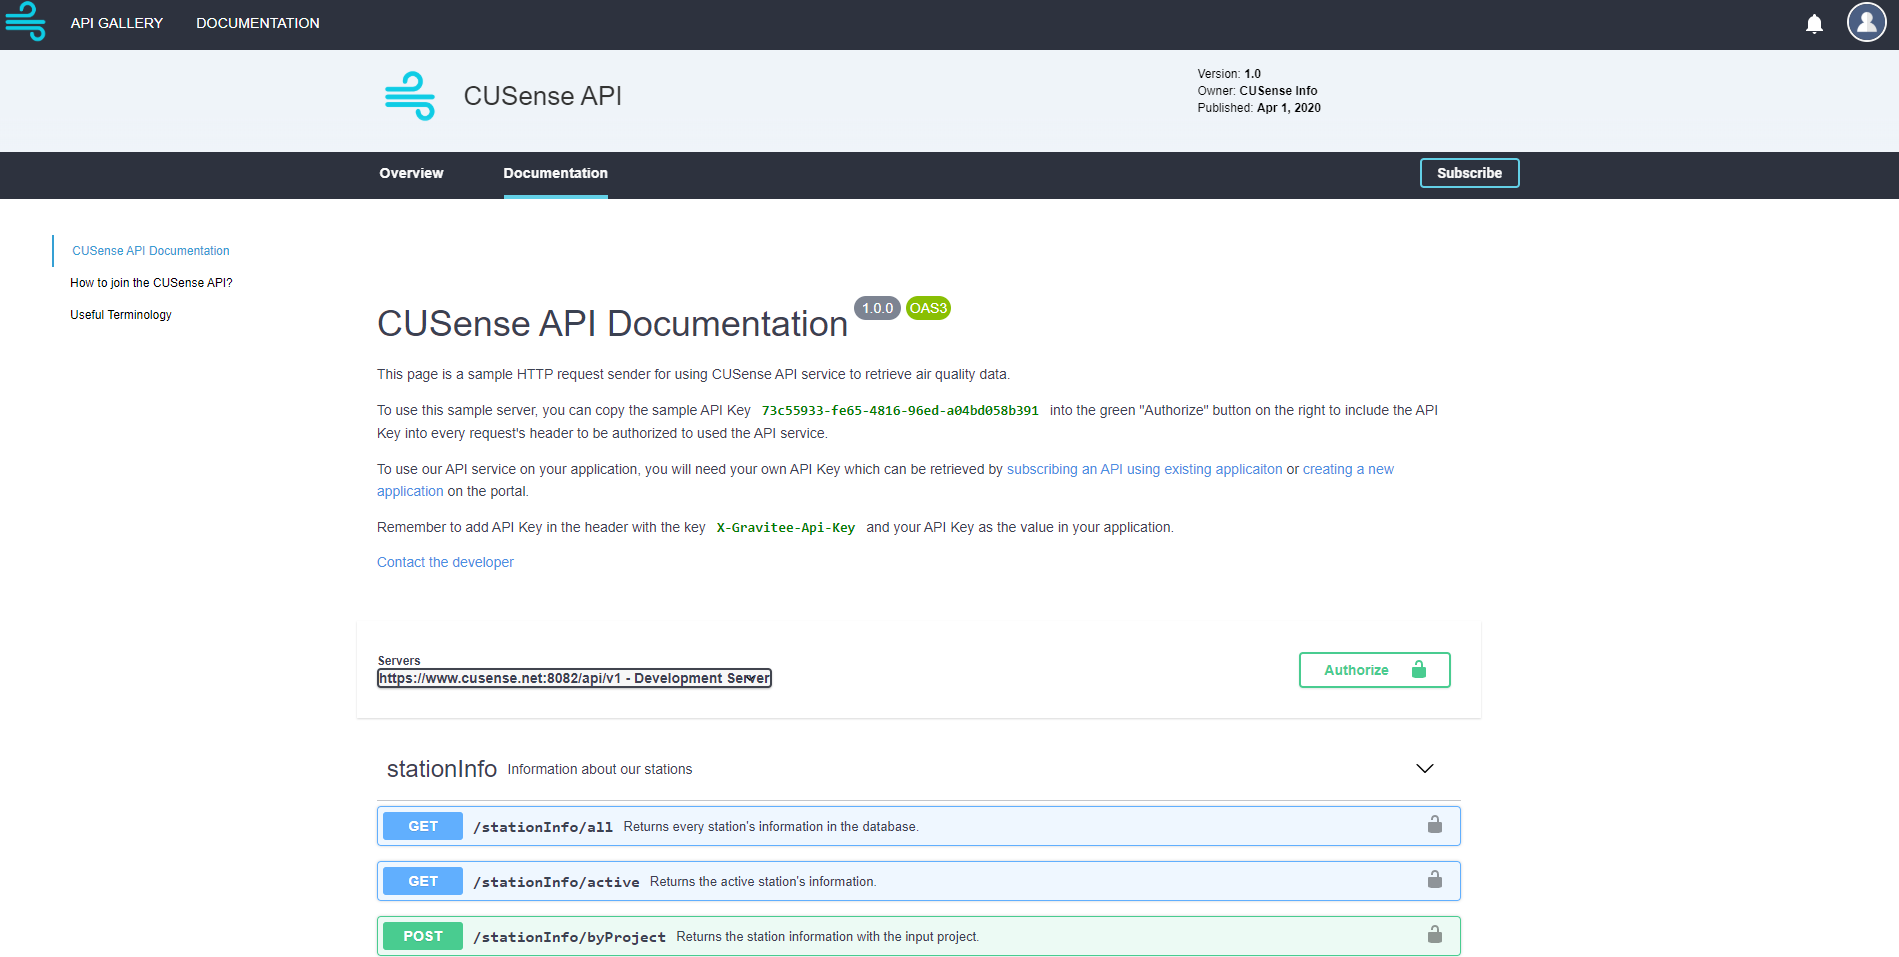 API GALLERY
DOCUMENTATION
CUSense API
Version: 1.0
Owner: CUSense Info
Published: Apr 1, 2020
Overview
Documentation
Subscribe
CUSense API Documentation
How to join the CUSense API?
Useful Terminology
CUSense API Documentation 1.0.0 OAS3
This page is a sample HTTP request sender for using CUSense API service to retrieve air quality data.
To use this sample server, you can copy the sample API Key 73c55933-fe65-4816-96ed-a04bd058b391 into the green "Authorize" button on the right to include the API
Key into every request's header to be authorized to used the API service.
To use our API service on your application, you will need your own API Key which can be retrieved by subscribing an API using existing applicaiton or creating a new
application on the portal.
Remember to add API Key in the header with the key X-Gravitee-Api-Key and your API Key as the value in your application.
Contact the developer
Servers
https://www.cusense.net:8082/api/v1 - Development Server
Authorize
stationInfo Information about our stations
GET /stationInfo/all Returns every station's information in the database.
GET /stationInfo/active Returns the active station's information.
POST /stationInfo/byProject Returns the station information with the input project.